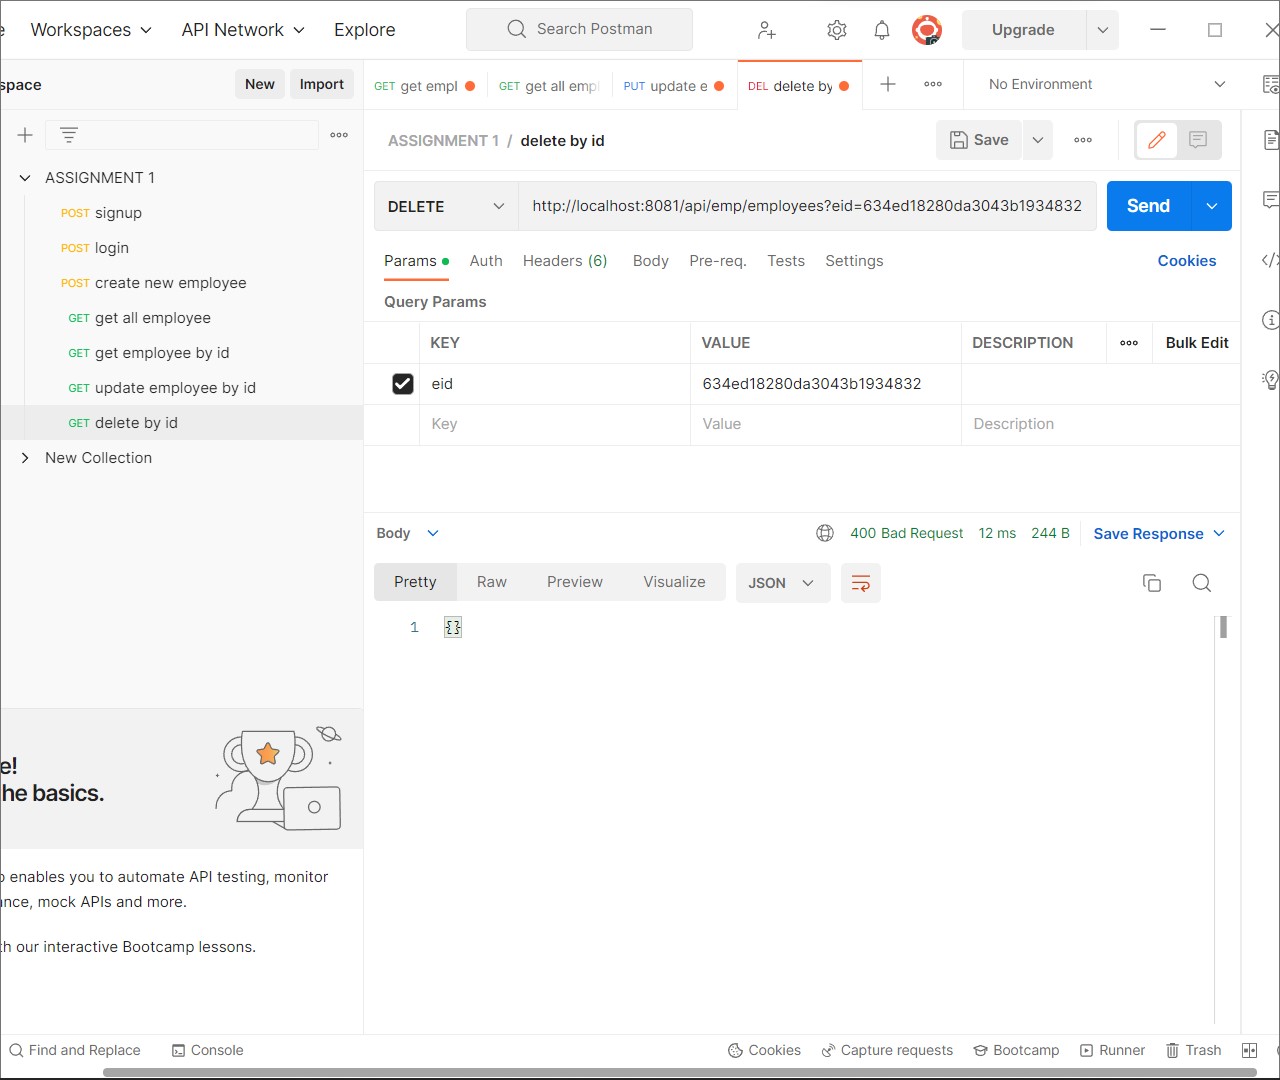 Workspaces
API Network
Explore
Search Postman
Upgrade
space
New
Import
GET get empl
GET get all empl
PUT update e
DEL delete by
No Environment
ASSIGNMENT 1 / delete by id
Save
ASSIGNMENT 1
POST signup
POST login
POST create new employee
GET get all employee
GET get employee by id
GET update employee by id
GET delete by id
New Collection
DELETE
http://localhost:8081/api/emp/employees?eid=634ed18280da3043b1934832
Send
Params
Auth
Headers (6)
Body
Pre-req.
Tests
Settings
Cookies
Query Params
KEY
VALUE
DESCRIPTION
Bulk Edit
eid
634ed18280da3043b1934832
Key
Value
Description
Body
400 Bad Request
12 ms
244 B
Save Response
Pretty
Raw
Preview
Visualize
JSON
1 {}
e!
he basics.
o enables you to automate API testing, monitor
ance, mock APIs and more.
th our interactive Bootcamp lessons.
Find and Replace
Console
Cookies
Capture requests
Bootcamp
Runner
Trash